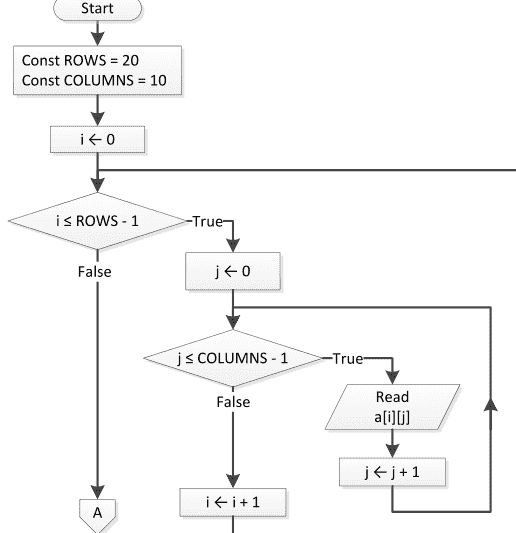 Start
Const ROWS = 20
Const COLUMNS = 10
i ← 0
i ≤ ROWS - 1
True
False
j ← 0
j ≤ COLUMNS - 1
True
False
Read
a[i][j]
j ← j + 1
i ← i + 1
A